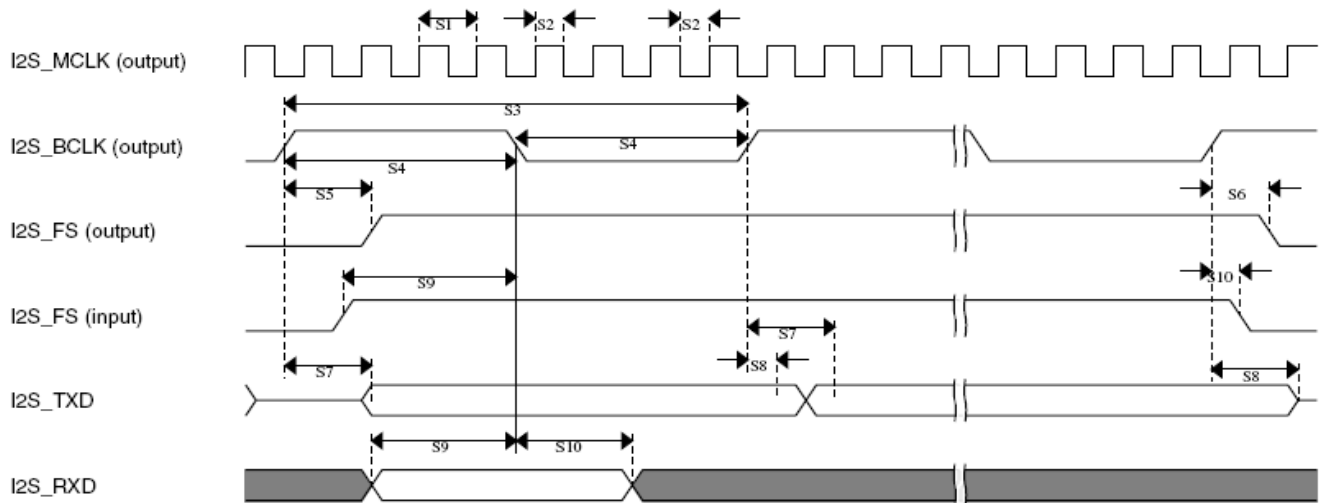 S1 S2 S2
I2S_MCLK (output)
S3
I2S_BCLK (output)
S4
S4
S5 S6
I2S_FS (output)
S9 S10
I2S_FS (input)
S7
S8
S7 S8
I2S_TXD
S9 S10
I2S_RXD